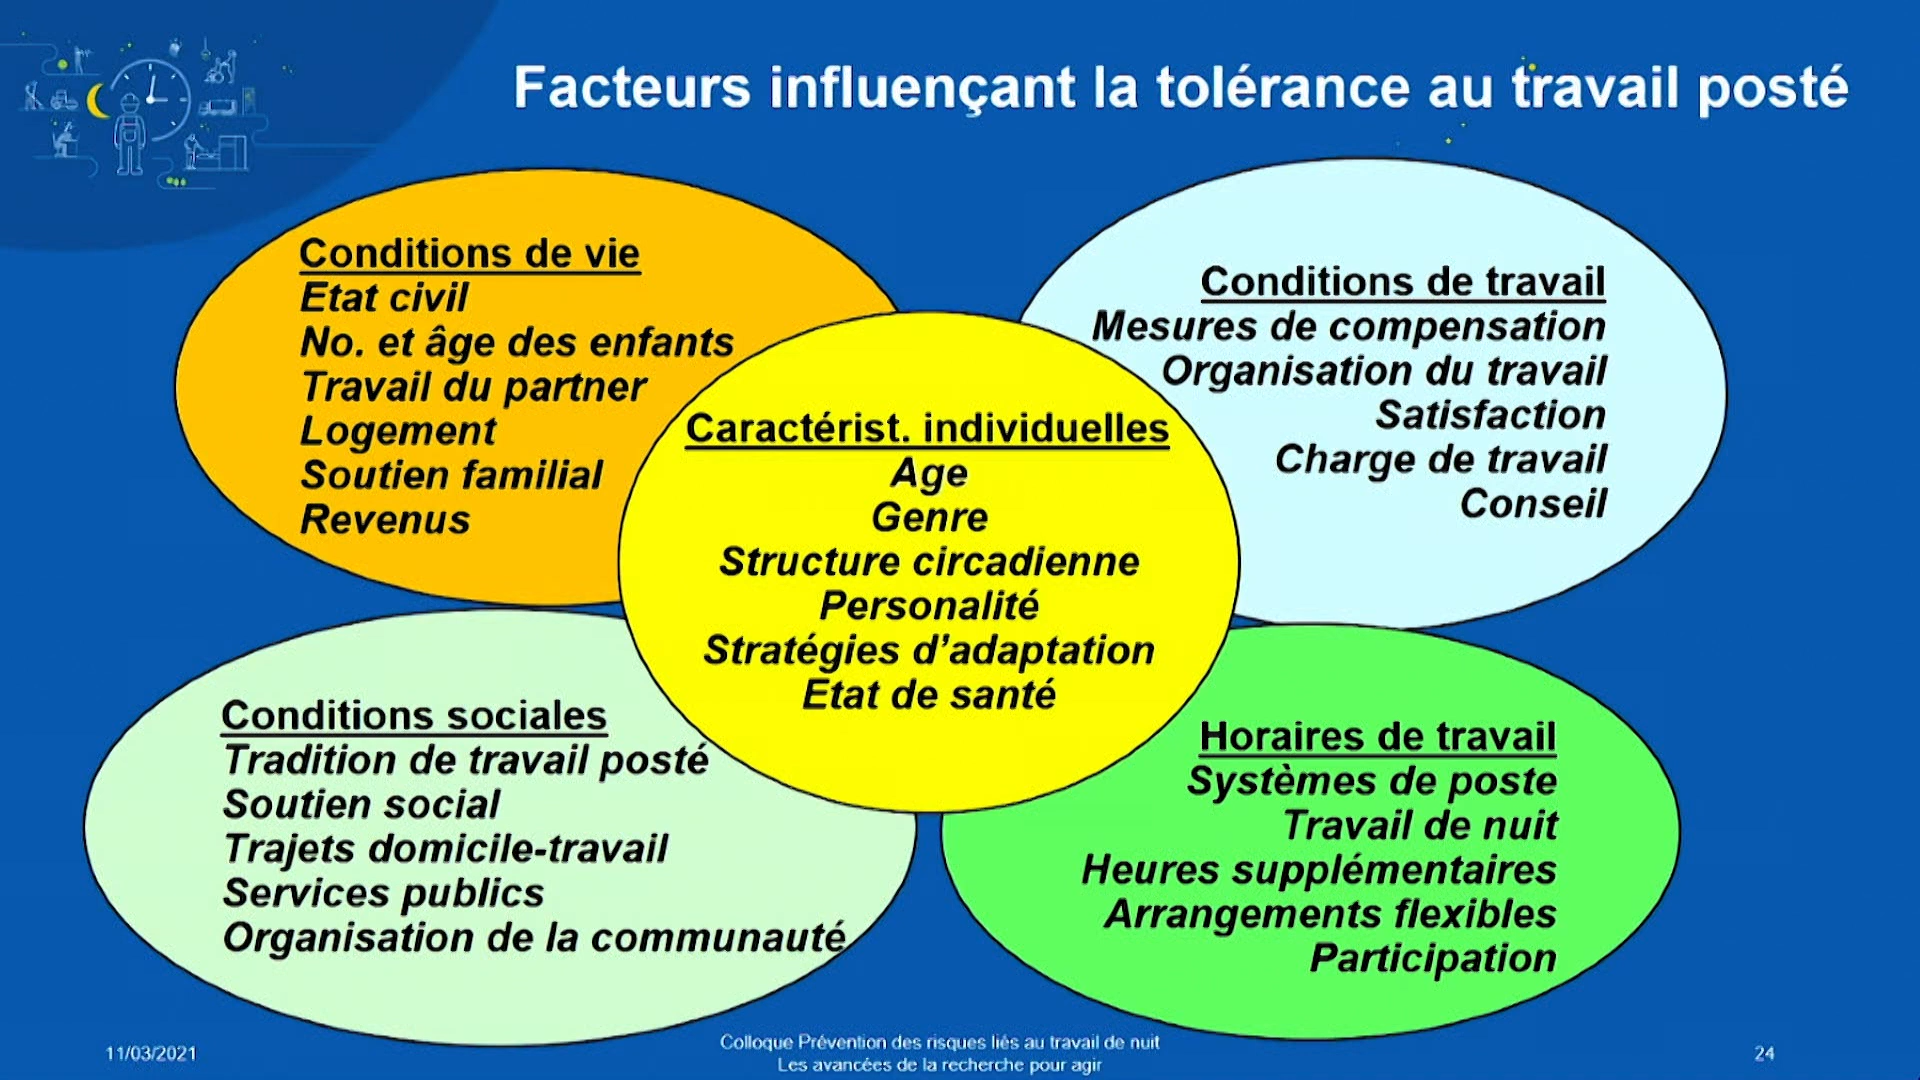 Facteurs influençant la tolérance au travail posté
Conditions de vie
Etat civil
No. et âge des enfants
Travail du partner
Logement
Soutien familial
Revenus
Conditions de travail
Mesures de compensation
Organisation du travail
Satisfaction
Charge de travail
Conseil
Caractérist. individuelles
Age
Genre
Structure circadienne
Personalité
Stratégies d’adaptation
Etat de santé
Conditions sociales
Tradition de travail posté
Soutien social
Trajets domicile-travail
Services publics
Organisation de la communauté
Horaires de travail
Systèmes de poste
Travail de nuit
Heures supplémentaires
Arrangements flexibles
Participation
11/03/2021
Colloque Prévention des risques liés au travail de nuit
Les avancées de la recherche pour agir
24